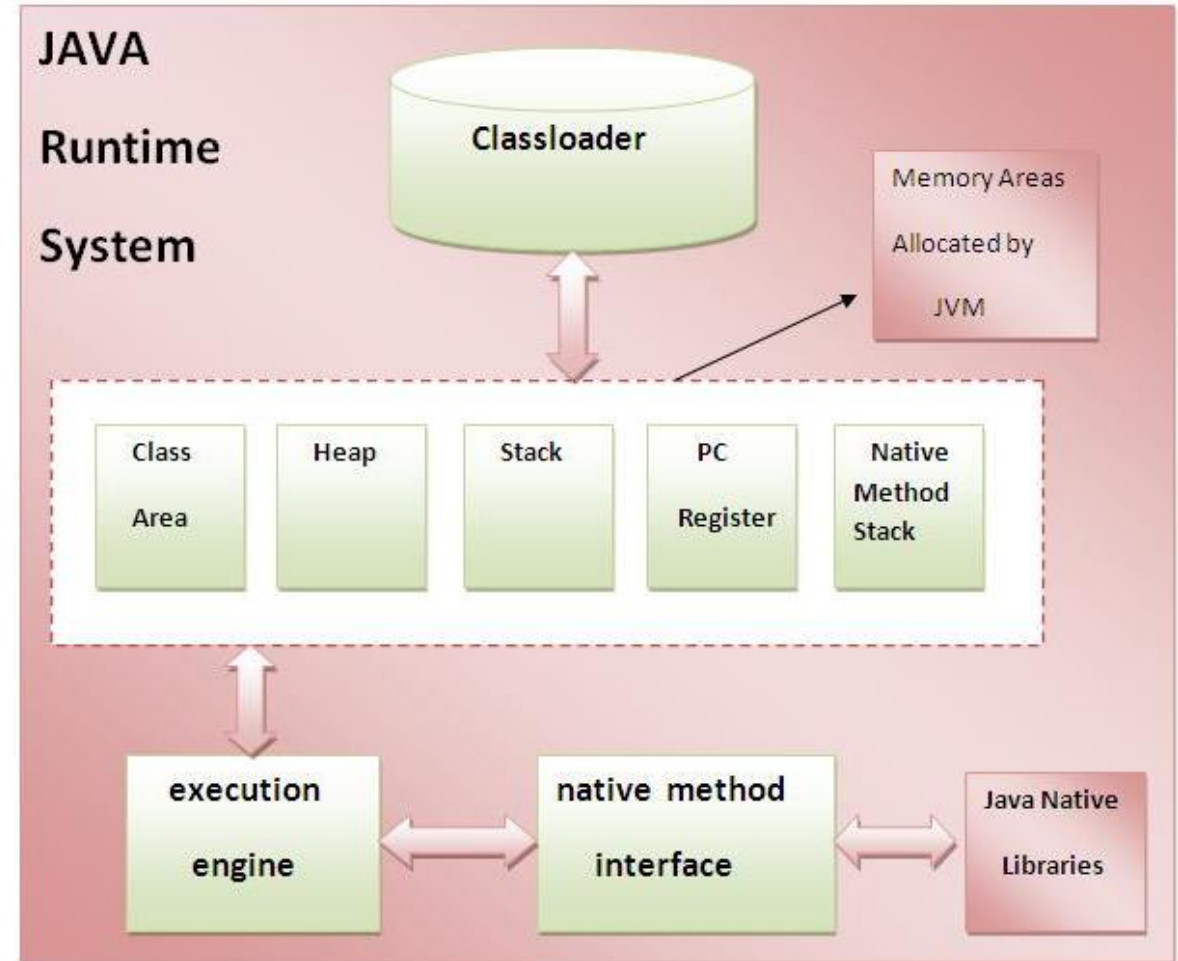 JAVA
Runtime
System
Classloader
Memory Areas
Allocated by
JVM
Class
Area
Heap
Stack
PC
Register
Native
Method
Stack
execution
engine
native method
interface
Java Native
Libraries